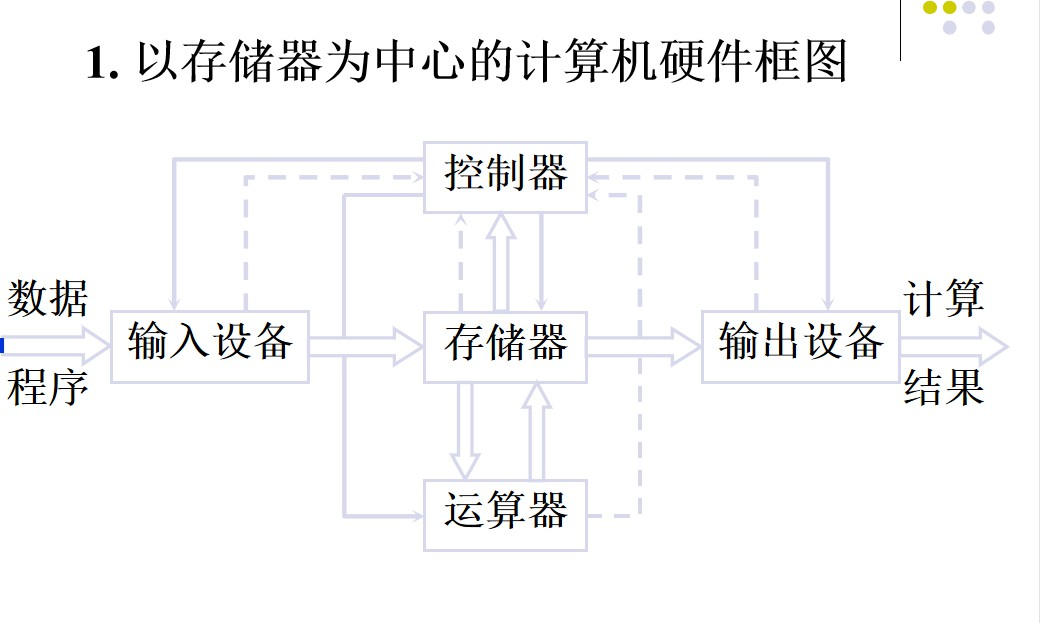 1. 以存储器为中心的计算机硬件框图
控制器
数据
程序
输入设备
存储器
输出设备
计算
结果
运算器